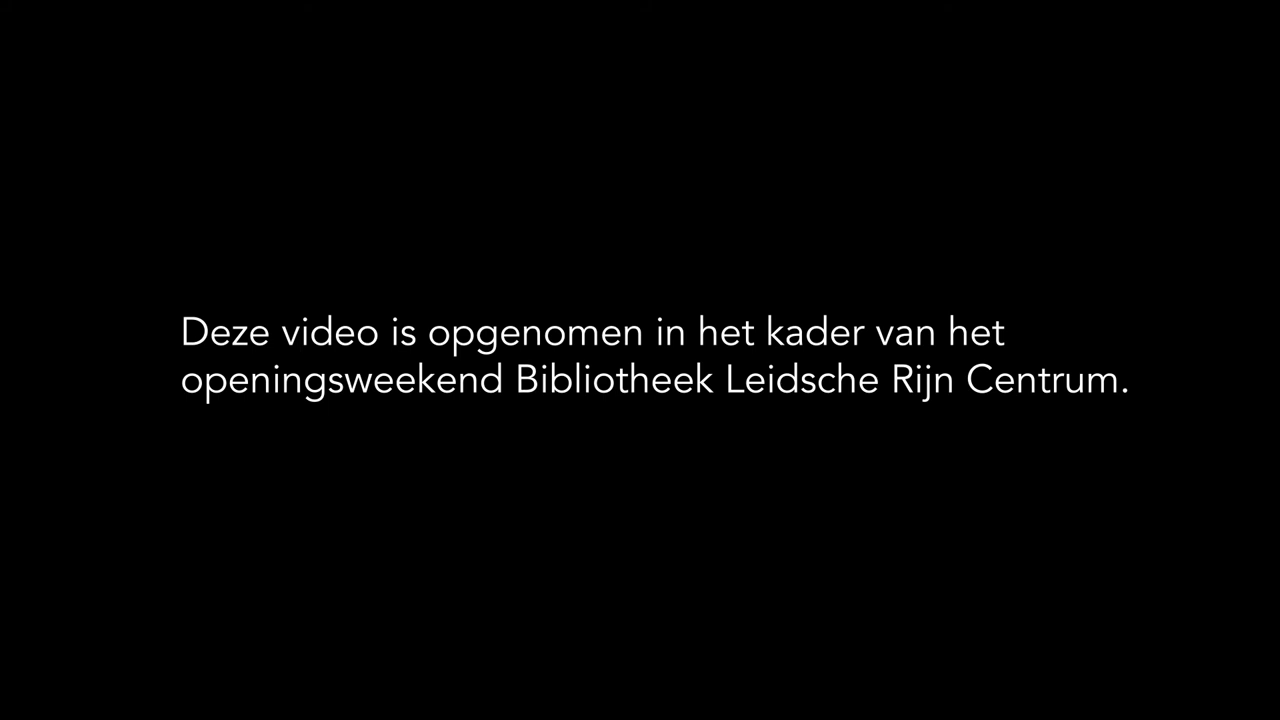 Deze video is opgenomen in het kader van het
openingsweekend Bibliotheek Leidsche Rijn Centrum.